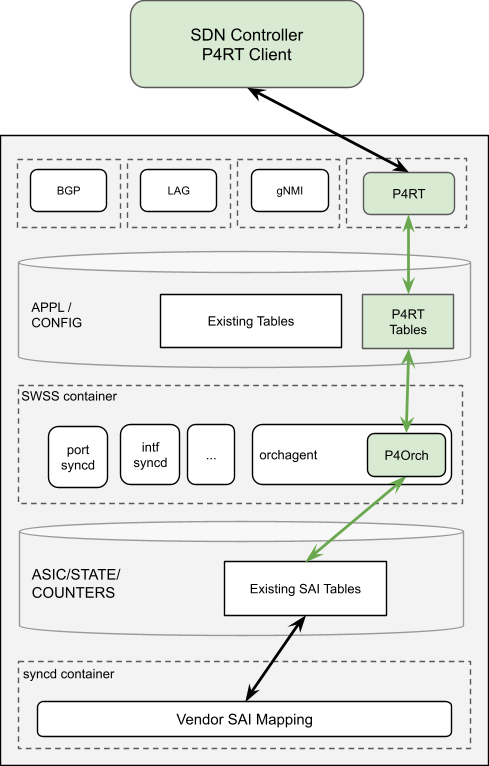 SDN Controller
P4RT Client
BGP
LAG
gNMI
P4RT
APPL /
CONFIG
Existing Tables
P4RT
Tables
SWSS container
port
syncd
intf
syncd
...
orchagent
P4Orch
ASIC/STATE/
COUNTERS
Existing SAI Tables
syncd container
Vendor SAI Mapping